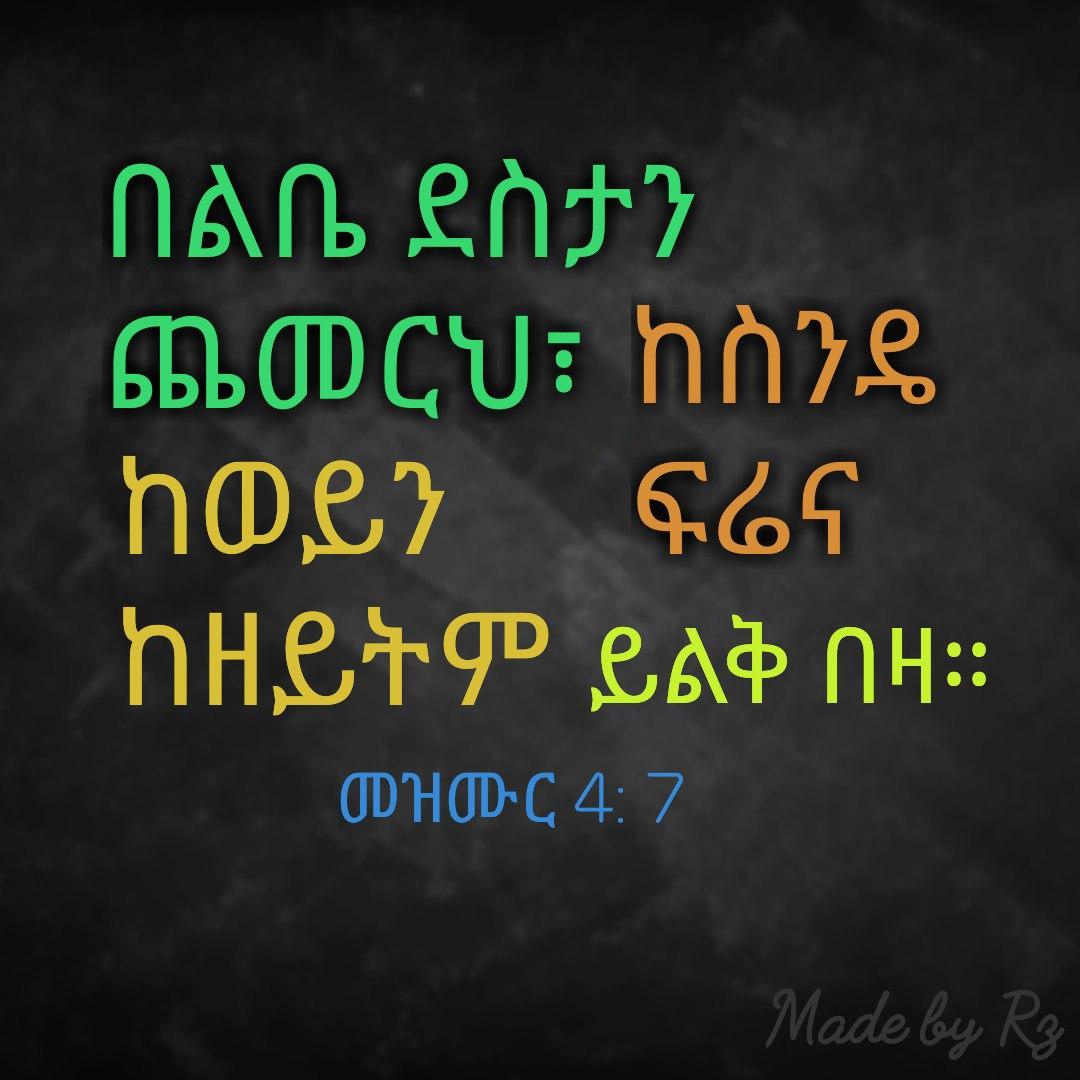 በልቤ ደስታን
ጨመርህ፣
ከስንዴ
ፍሬና
ከወይን
ከዘይትም
ይልቅ በዛ።
መዝሙር 4: 7
Made by Rz